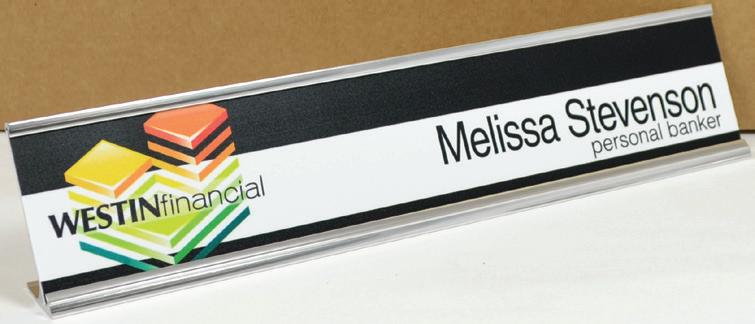 WESTINfinancial
Melissa Stevenson
personal banker